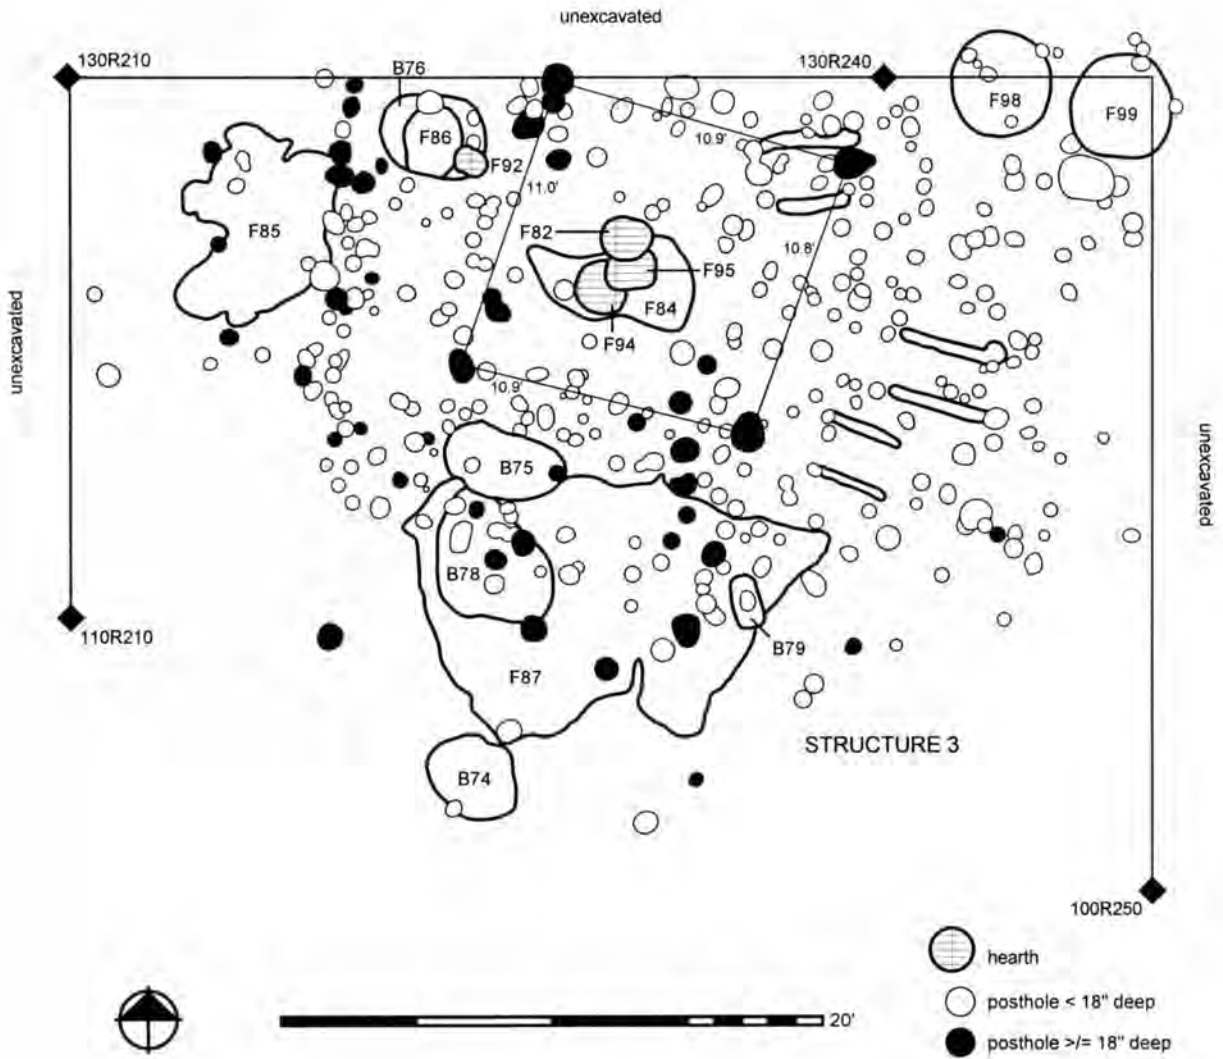 unexcavated
130R210
B76
130R240
F98
F99
F86
10.9'
F92
11.0'
F85
F82
10.8'
F95
F84
unexcavated
F94
10.9'
unexcavated
B75
B78
B79
110R210
F87
STRUCTURE 3
B74
100R250
hearth
posthole < 18" deep
20'
posthole >/= 18" deep